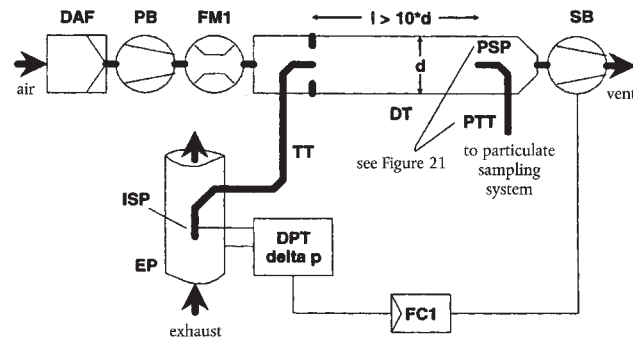 DAF
PB
FM1
l > 10*d
SB
air
d
PSP
vent
DT
PTT
TT
see Figure 21
to particulate
sampling
system
ISP
DPT
delta p
EP
FC1
exhaust